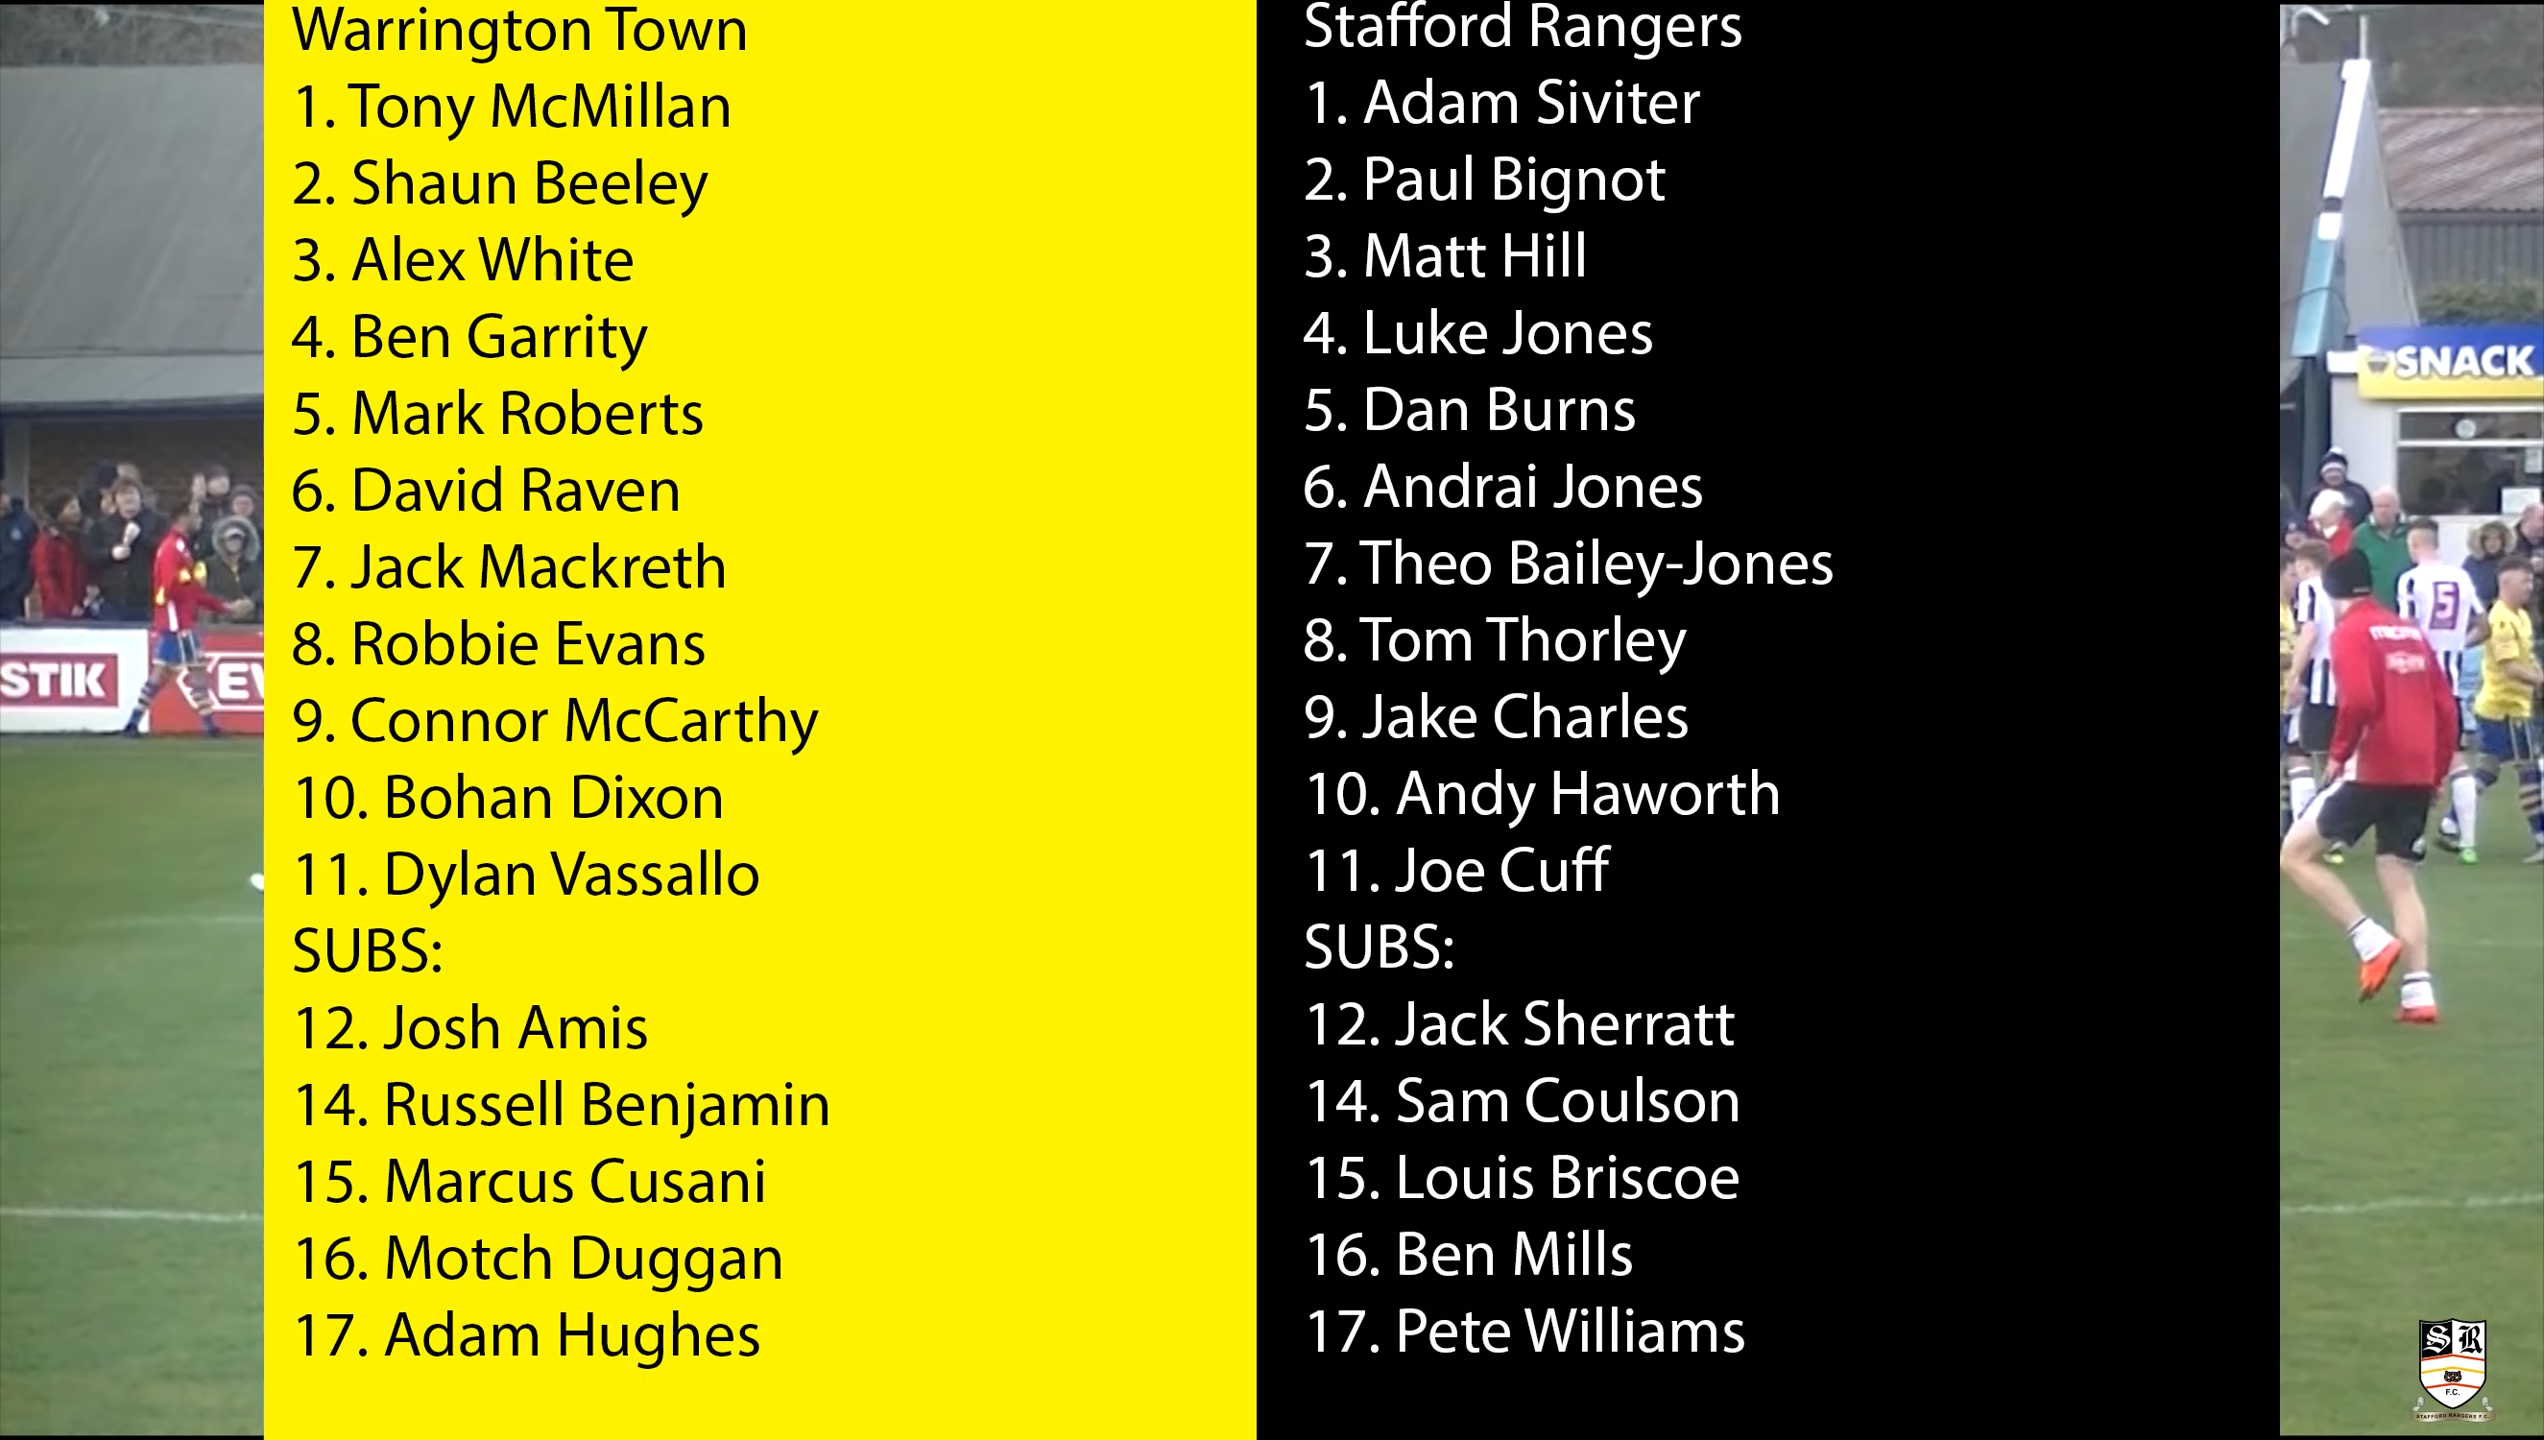 Warrington Town
1. Tony McMillan
2. Shaun Beeley
3. Alex White
4. Ben Garrity
5. Mark Roberts
6. David Raven
7. Jack Mackreth
8. Robbie Evans
9. Connor McCarthy
10. Bohan Dixon
11. Dylan Vassallo
SUBS:
12. Josh Amis
14. Russell Benjamin
15. Marcus Cusani
16. Motch Duggan
17. Adam Hughes
Stafford Rangers
1. Adam Siviter
2. Paul Bignot
3. Matt Hill
4. Luke Jones
5. Dan Burns
6. Andrai Jones
7. Theo Bailey-Jones
8. Tom Thorley
9. Jake Charles
10. Andy Haworth
11. Joe Cuff
SUBS:
12. Jack Sherratt
14. Sam Coulson
15. Louis Briscoe
16. Ben Mills
17. Pete Williams
STIK
EV
SNACK
5
SR
F.C.
STAFFORD RANGERS F.C.